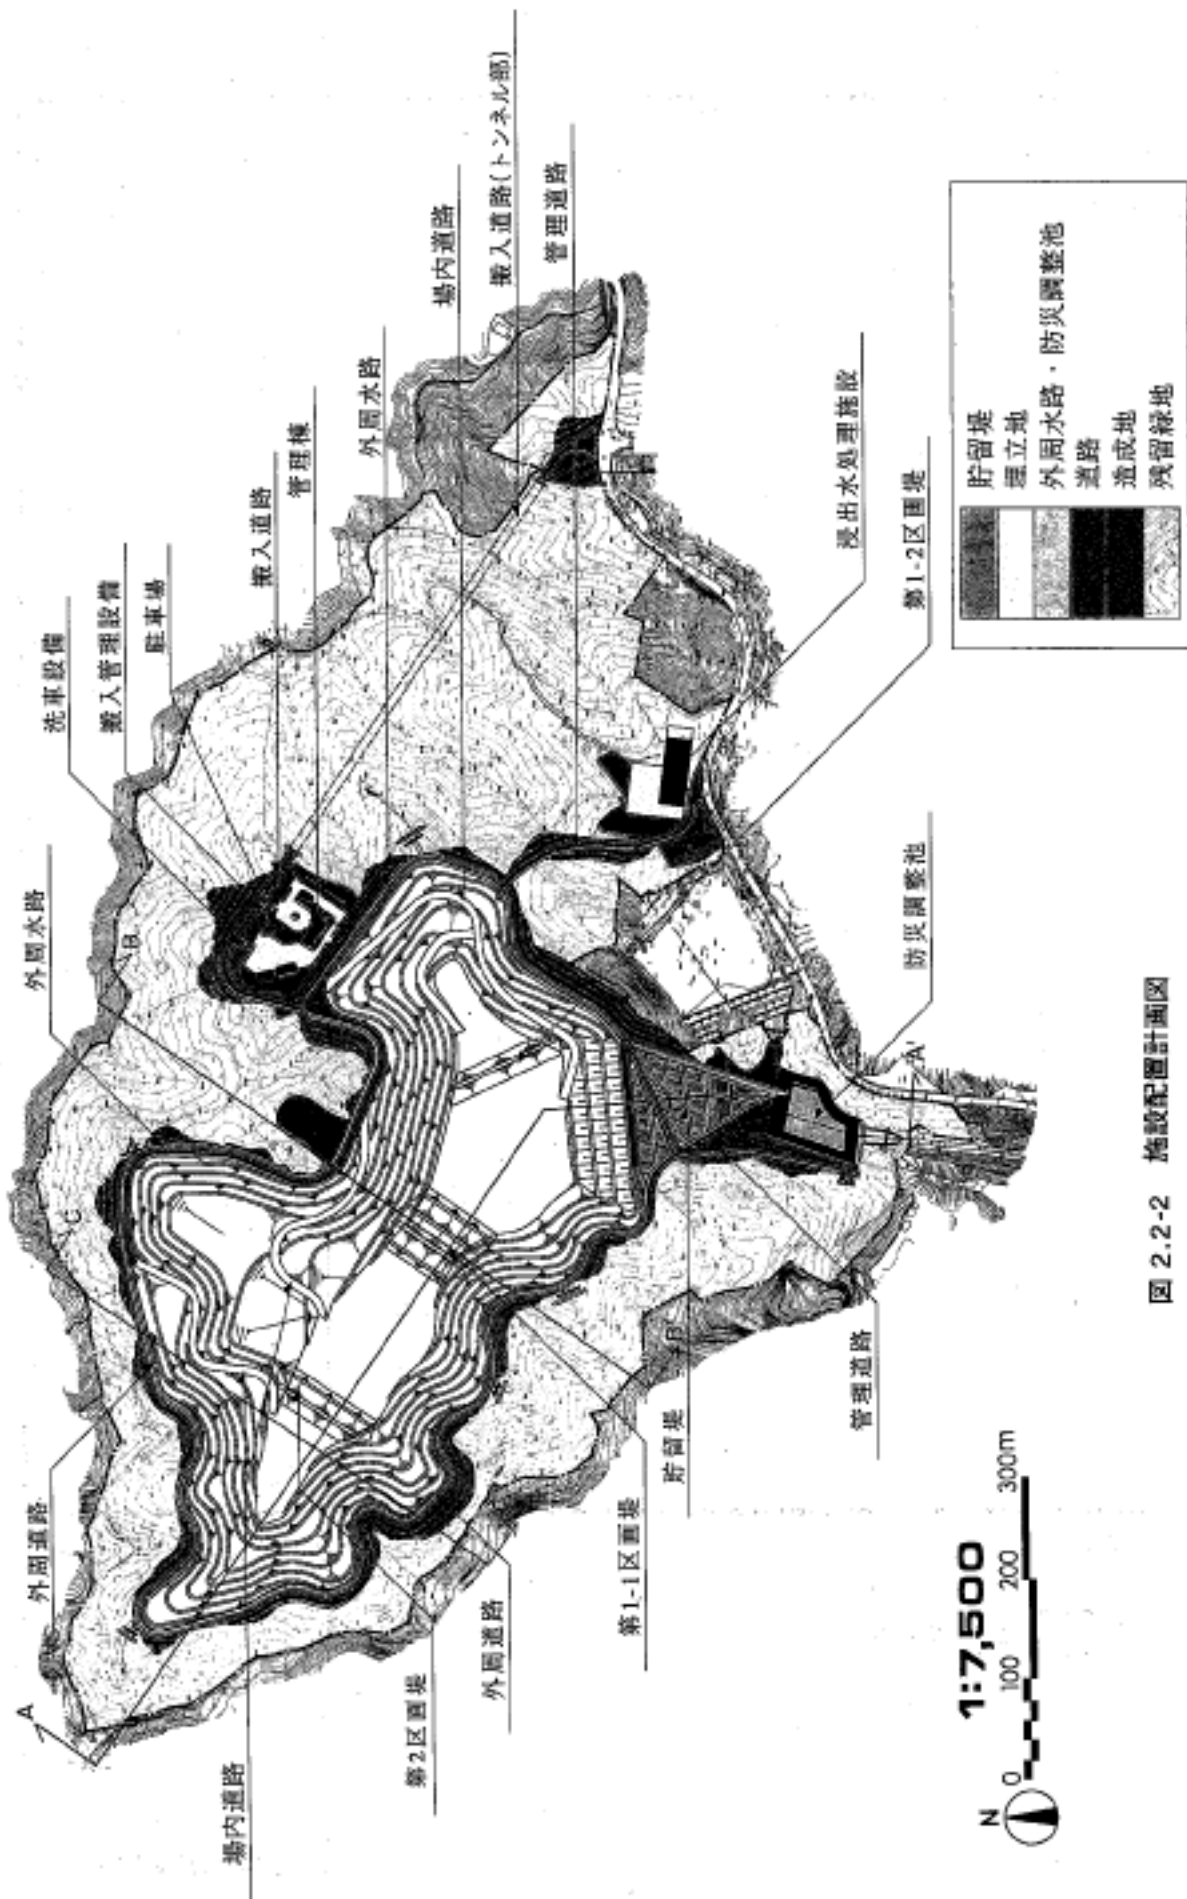 外周道路
外周水路
洗車設備
搬入管理設備
駐車場
搬入道路
管理棟
外周水路
場内道路
搬入道路(トンネル部)
管理道路
A
B
C
場内道路
第2区画堤
外周道路
第1-1区画堤
貯留堤
管理道路
防災調整池
第1-2区画堤
浸出水処理施設
B'
A'
貯留堤
埋立地
外周水路・防災調整池
道路
造成地
残留緑地
N
1:7,500
0 100 200 300m
図 2.2-2 施設配置計画図